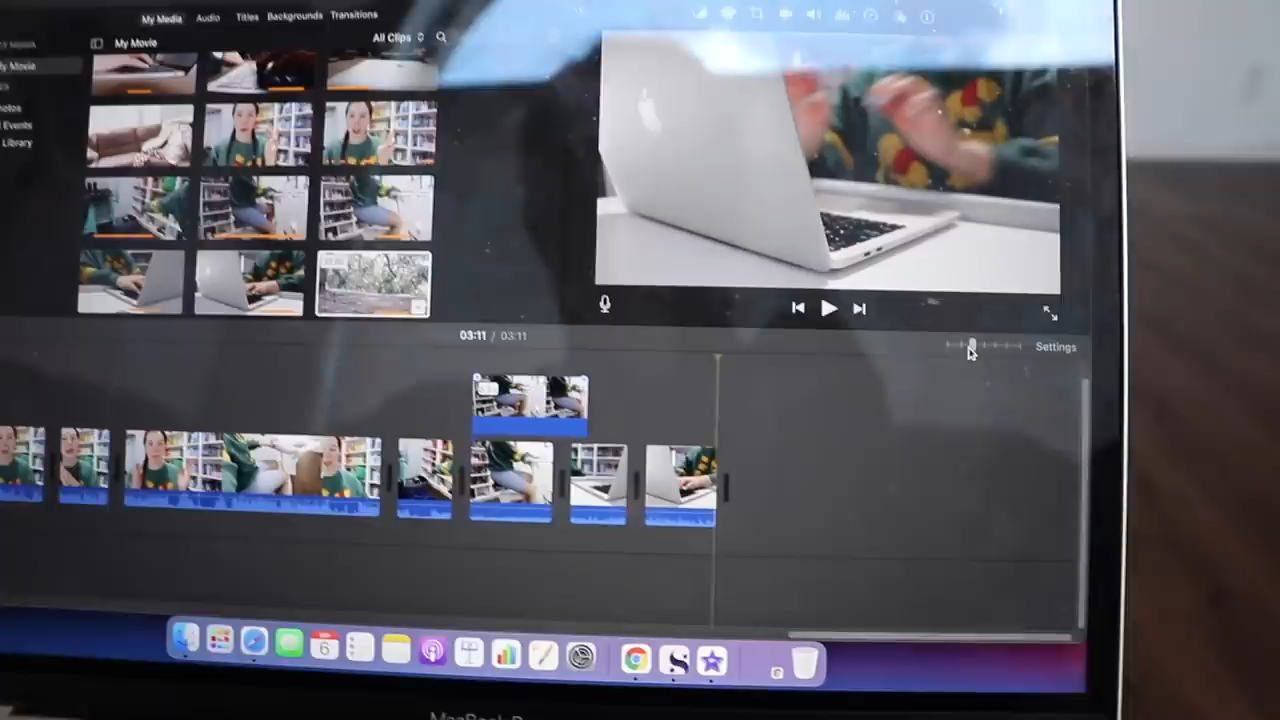 My Media Audio Titles Backgrounds Transitions
My Movie All Clips
My Movie
Events
Library
03:11 / 03:11
Settings
6